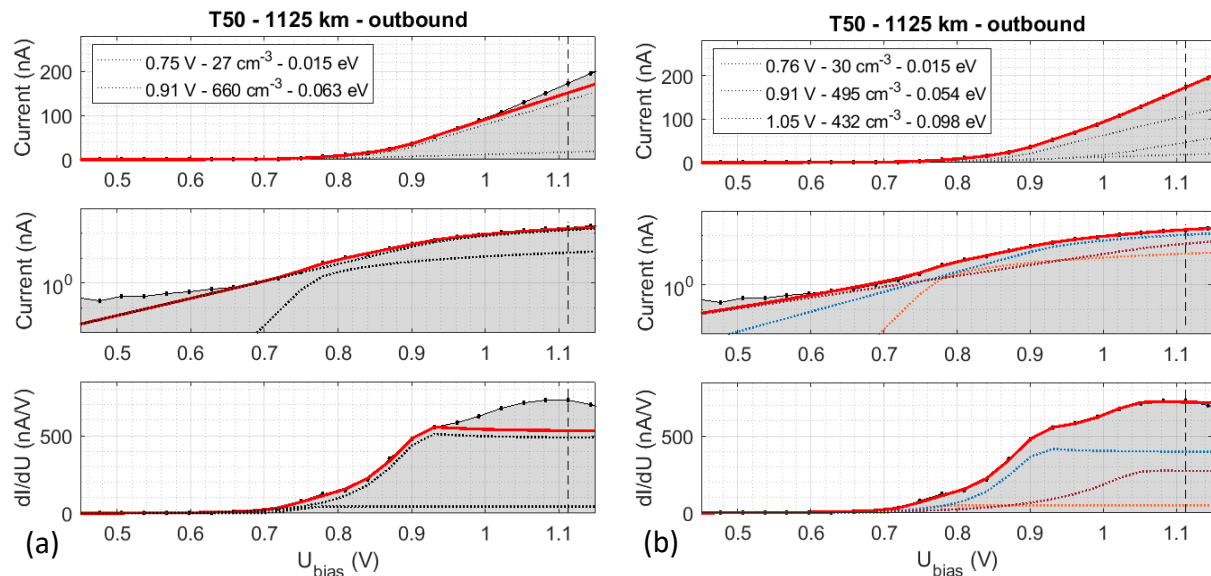 T50 - 1125 km - outbound
Current (nA)
200
100
0
0.75 V - 27 cm⁻³ - 0.015 eV
0.91 V - 660 cm⁻³ - 0.063 eV
0.5 0.6 0.7 0.8 0.9 1 1.1
Current (nA)
10⁰
0.5 0.6 0.7 0.8 0.9 1 1.1
dI/dU (nA/V)
500
0
0.5 0.6 0.7 0.8 0.9 1 1.1
(a)
U_bias (V)
T50 - 1125 km - outbound
Current (nA)
200
100
0
0.76 V - 30 cm⁻³ - 0.015 eV
0.91 V - 495 cm⁻³ - 0.054 eV
1.05 V - 432 cm⁻³ - 0.098 eV
0.5 0.6 0.7 0.8 0.9 1 1.1
Current (nA)
10⁰
0.5 0.6 0.7 0.8 0.9 1 1.1
dI/dU (nA/V)
500
0
0.5 0.6 0.7 0.8 0.9 1 1.1
(b)
U_bias (V)